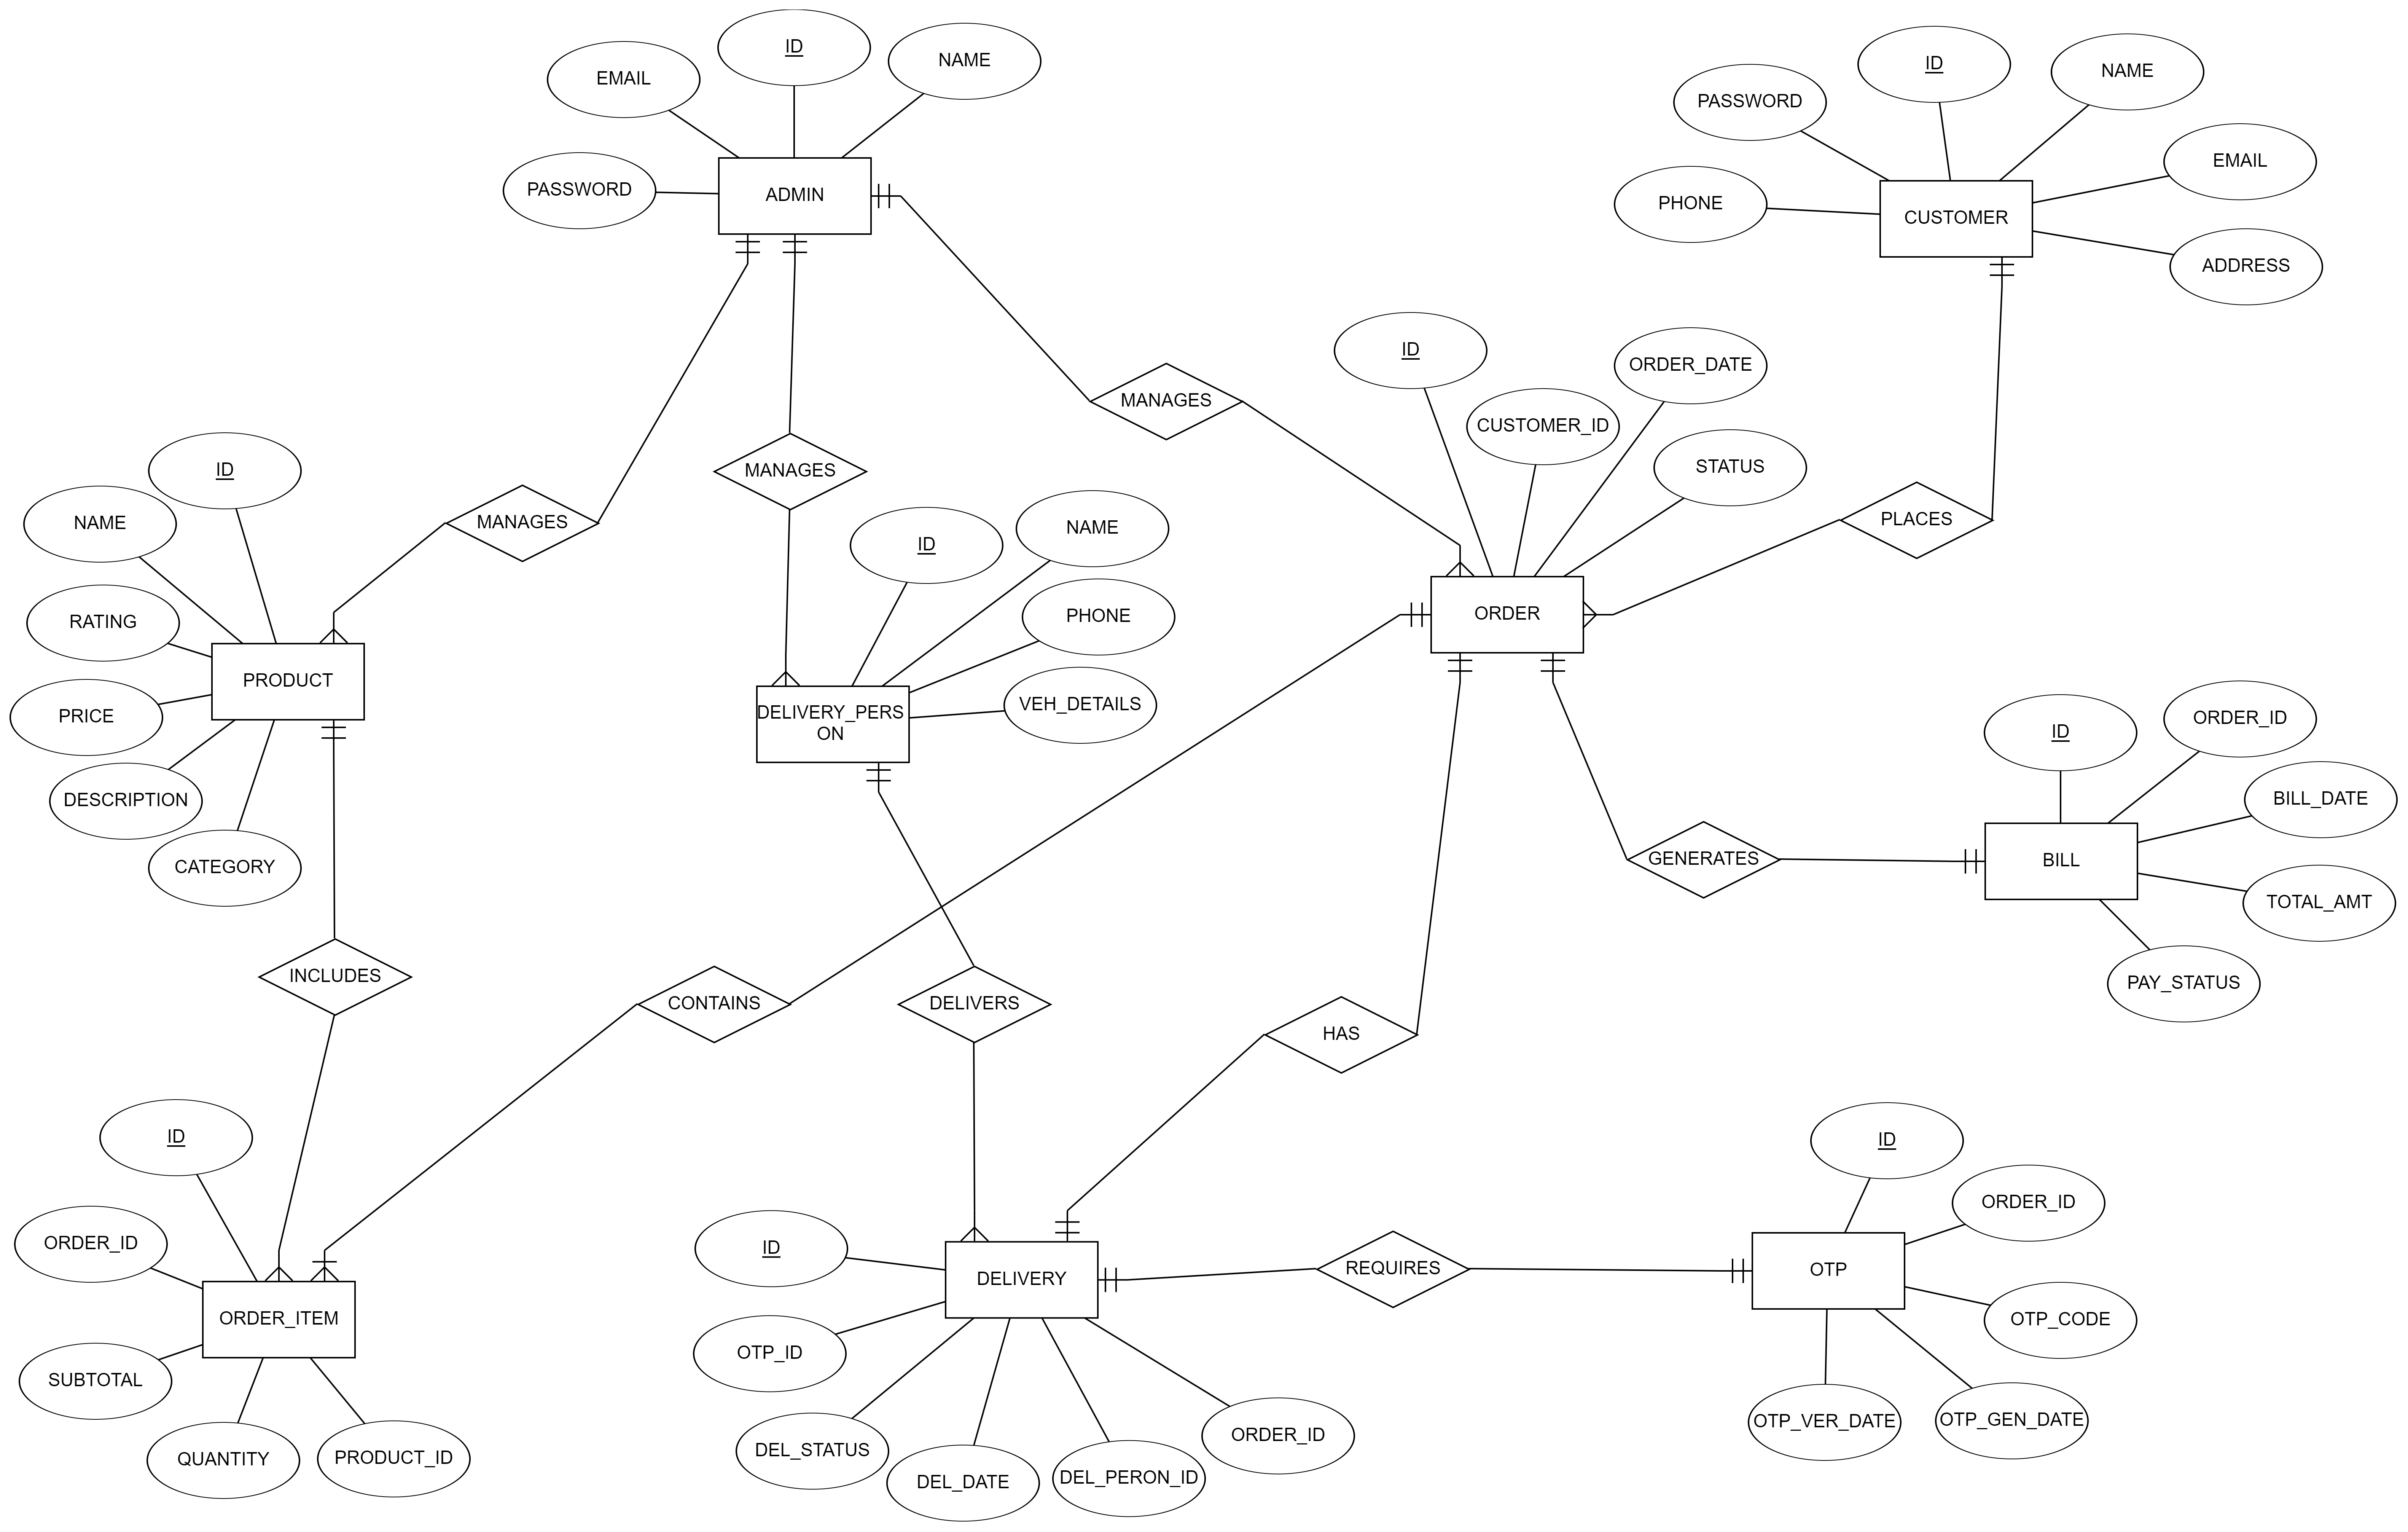 ID
NAME
EMAIL
PASSWORD
ADMIN
ID
NAME
PASSWORD
EMAIL
PHONE
CUSTOMER
ADDRESS
MANAGES
MANAGES
MANAGES
ID
ORDER_DATE
CUSTOMER_ID
STATUS
PLACES
ORDER
ID
NAME
RATING
PRICE
PRODUCT
DESCRIPTION
CATEGORY
ID
NAME
PHONE
VEH_DETAILS
DELIVERY_PERS
ON
ID
ORDER_ID
BILL_DATE
GENERATES
BILL
TOTAL_AMT
PAY_STATUS
INCLUDES
CONTAINS
DELIVERS
HAS
ID
ORDER_ID
ORDER_ITEM
SUBTOTAL
QUANTITY
PRODUCT_ID
ID
DELIVERY
REQUIRES
OTP_ID
DEL_STATUS
DEL_DATE
DEL_PERON_ID
ORDER_ID
ID
ORDER_ID
OTP
OTP_CODE
OTP_VER_DATE
OTP_GEN_DATE